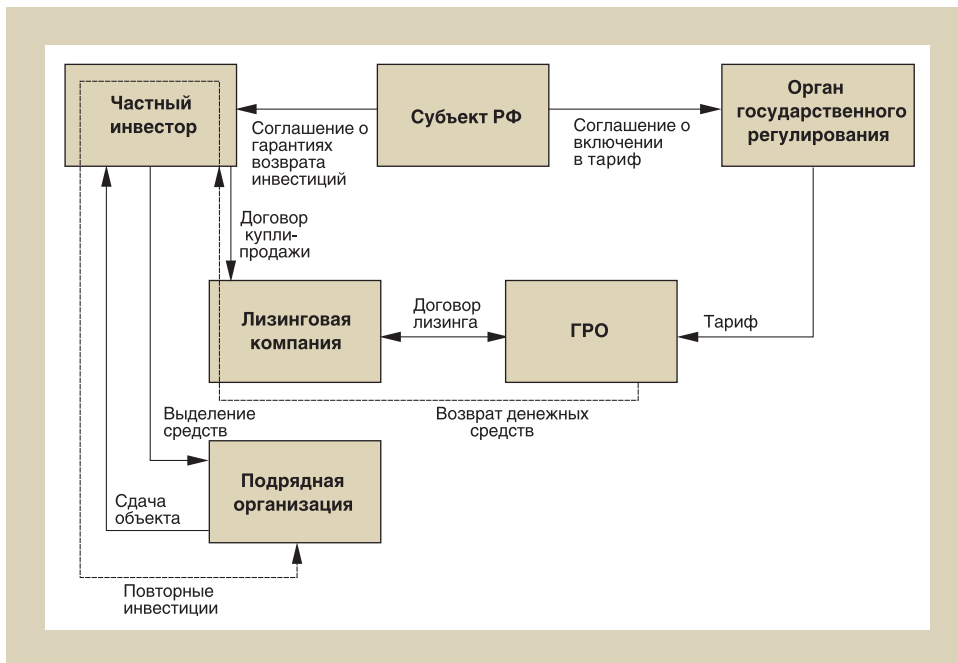 Частный
инвестор
Субъект РФ
Орган
государственного
регулирования
Соглашение о
гарантиях
возврата
инвестиций
Соглашение о
включении
в тариф
Договор
купли-
продажи
Лизинговая
компания
Договор
лизинга
ГРО
Тариф
Выделение
средств
Возврат денежных
средств
Подрядная
организация
Сдача
объекта
Повторные
инвестиции